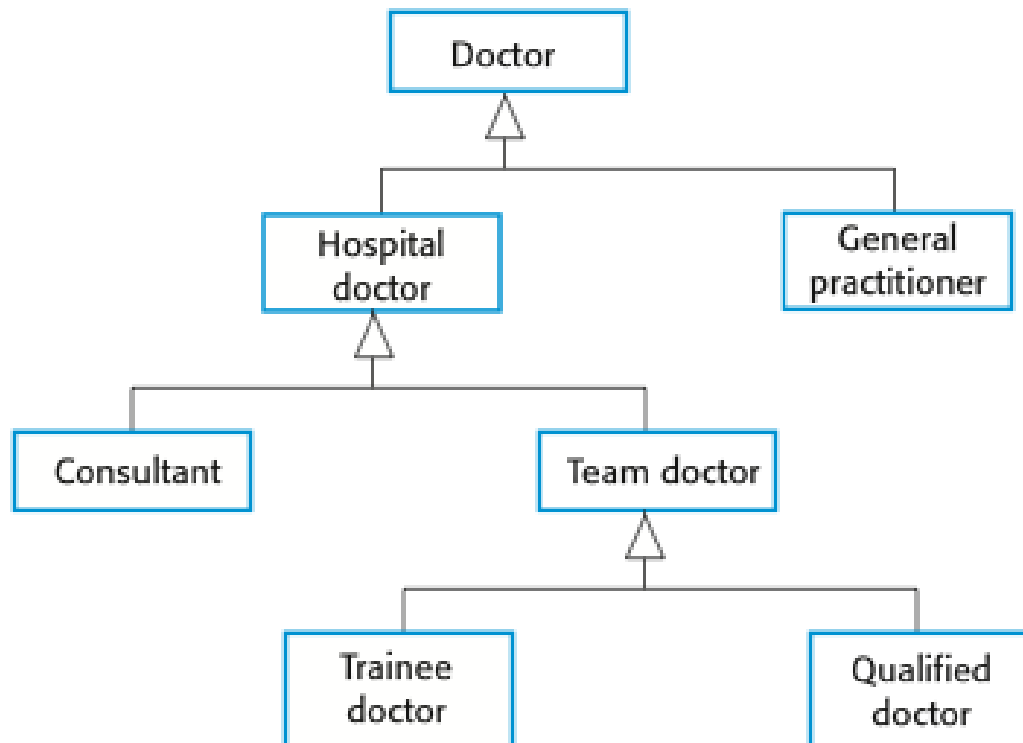 Doctor
Hospital
doctor
General
practitioner
Consultant
Team doctor
Trainee
doctor
Qualified
doctor